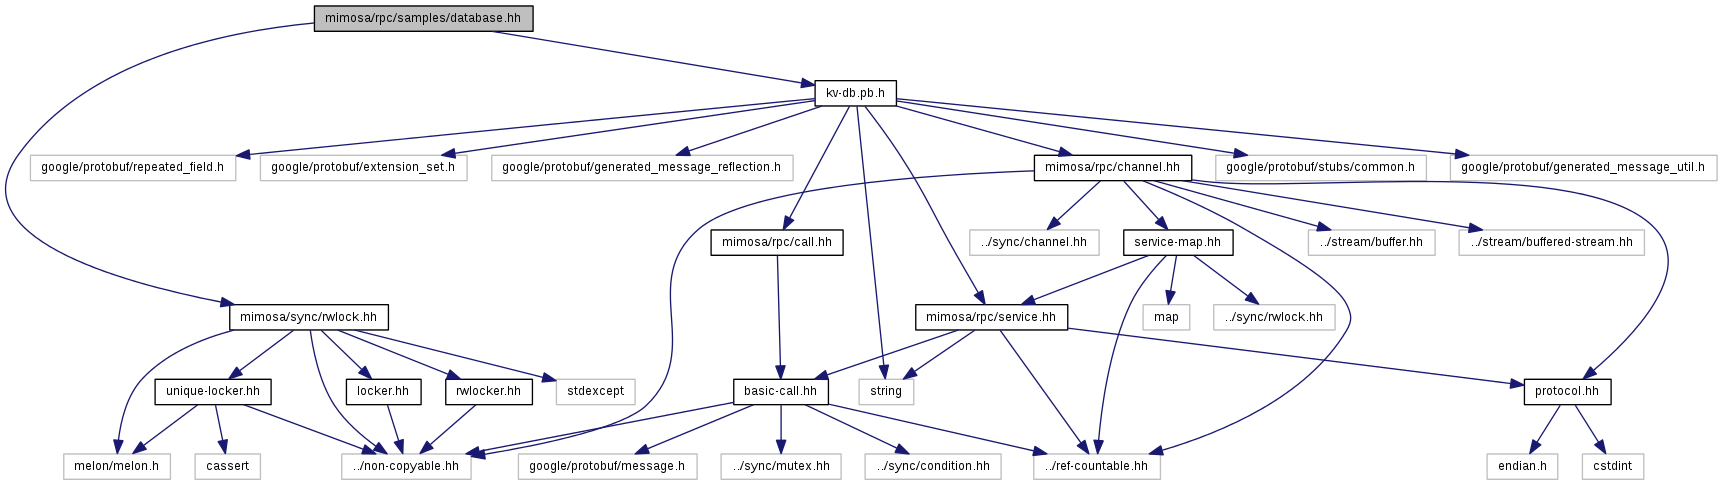 mimosa/rpc/samples/database.hh
kv-db.pb.h
google/protobuf/repeated_field.h
google/protobuf/extension_set.h
google/protobuf/generated_message_reflection.h
mimosa/rpc/channel.hh
google/protobuf/stubs/common.h
google/protobuf/generated_message_util.h
mimosa/rpc/call.hh
../sync/channel.hh
service-map.hh
../stream/buffer.hh
../stream/buffered-stream.hh
mimosa/sync/rwlock.hh
mimosa/rpc/service.hh
map
../sync/rwlock.hh
unique-locker.hh
locker.hh
rwlocker.hh
stdexcept
basic-call.hh
string
protocol.hh
melon/melon.h
cassert
../non-copyable.hh
google/protobuf/message.h
../sync/mutex.hh
../sync/condition.hh
../ref-countable.hh
endian.h
cstdint